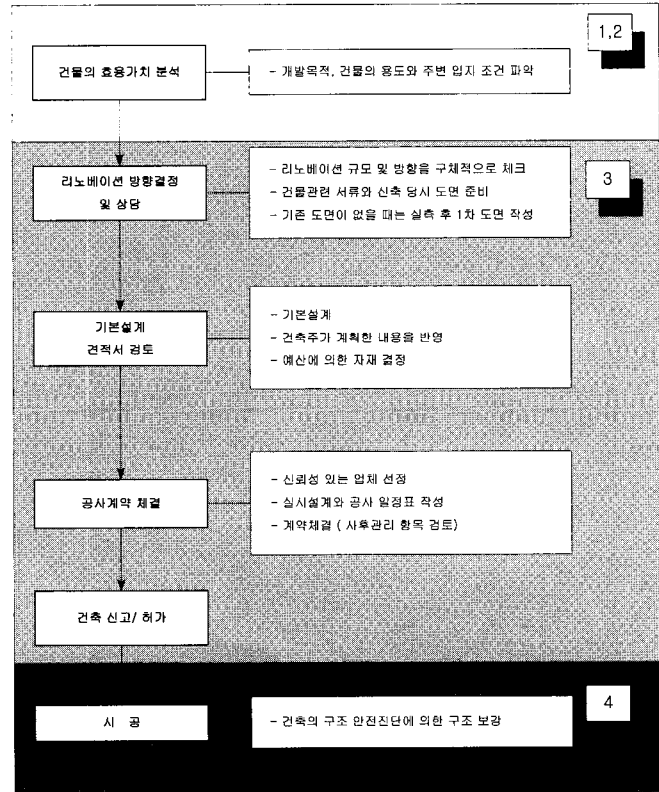 1,2
건물의 효용가치 분석
- 개발목적, 건물의 용도와 주변 입지 조건 파악
3
리노베이션 방향결정
및 상담
- 리노베이션 규모 및 방향을 구체적으로 체크
- 건물관련 서류와 신축 당시 도면 준비
- 기존 도면이 없을 때는 실측 후 1차 도면 작성
기본설계
견적서 검토
- 기본설계
- 건축주가 계획한 내용을 반영
- 예산에 의한 자재 결정
공사계약 체결
- 신뢰성 있는 업체 선정
- 실시설계와 공사 일정표 작성
- 계약체결 ( 사후관리 항목 검토)
건축 신고/ 허가
4
시 공
- 건축의 구조 안전진단에 의한 구조 보강